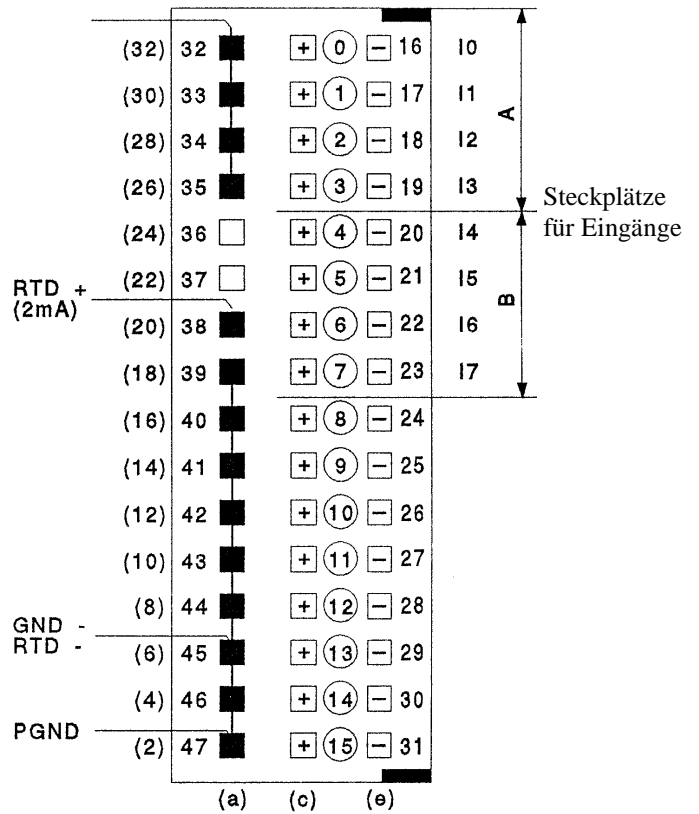 (32) 32 + 0 − 16 I0
(30) 33 + 1 − 17 I1
A
(28) 34 + 2 − 18 I2
(26) 35 + 3 − 19 I3
Steckplätze
für Eingänge
(24) 36 + 4 − 20 I4
(22) 37 + 5 − 21 I5
RTD +
(2mA)
B
(20) 38 + 6 − 22 I6
(18) 39 + 7 − 23 I7
(16) 40 + 8 − 24
(14) 41 + 9 − 25
(12) 42 + 10 − 26
(10) 43 + 11 − 27
(8) 44 + 12 − 28
GND -
RTD -
(6) 45 + 13 − 29
(4) 46 + 14 − 30
PGND
(2) 47 + 15 − 31
(a) (c) (e)